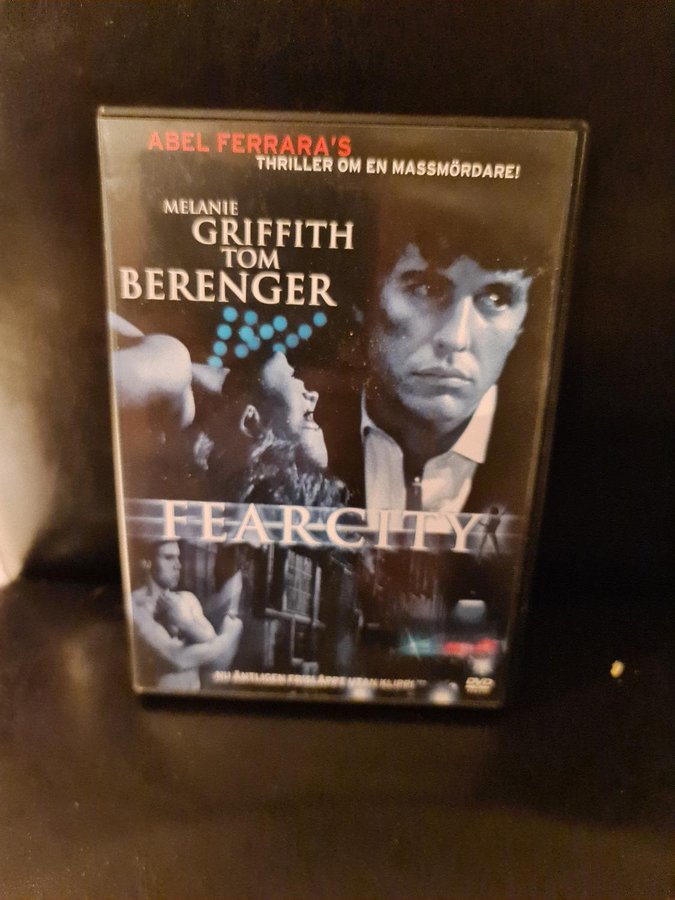 ABEL FERRARA'S
THRILLER OM EN MASSMÖRDARE!
MELANIE
GRIFFITH
TOM
BERENGER
FEAR CITY
NU ÄNTLIGEN FRISLÄPPT UTAN KLIPP!
DVD